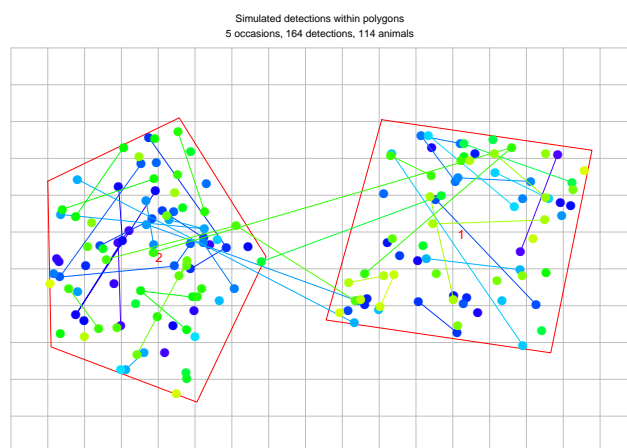 Simulated detections within polygons
5 occasions, 164 detections, 114 animals
1
2